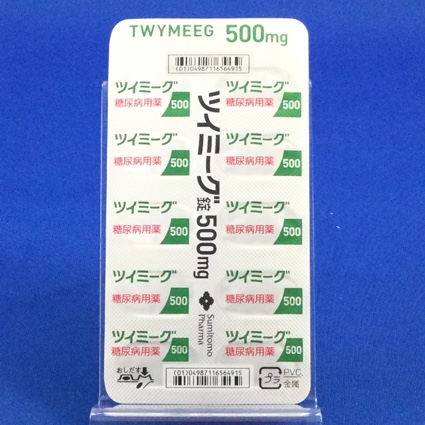 TWYMEEG 500mg
(01)04987116564915
ツイミーグ
糖尿病用薬 500
ツイミーグ
糖尿病用薬 500
ツイミーグ
糖尿病用薬 500
ツイミーグ
糖尿病用薬 500
ツイミーグ
糖尿病用薬 500
ツイミーグ錠500mg
Sumitomo
Pharma
ツイミーグ
糖尿病用薬 500
ツイミーグ
糖尿病用薬 500
ツイミーグ
糖尿病用薬 500
ツイミーグ
糖尿病用薬 500
ツイミーグ
糖尿病用薬 500
おしだす
(01)04987116564915
プラ
PVC,
金属